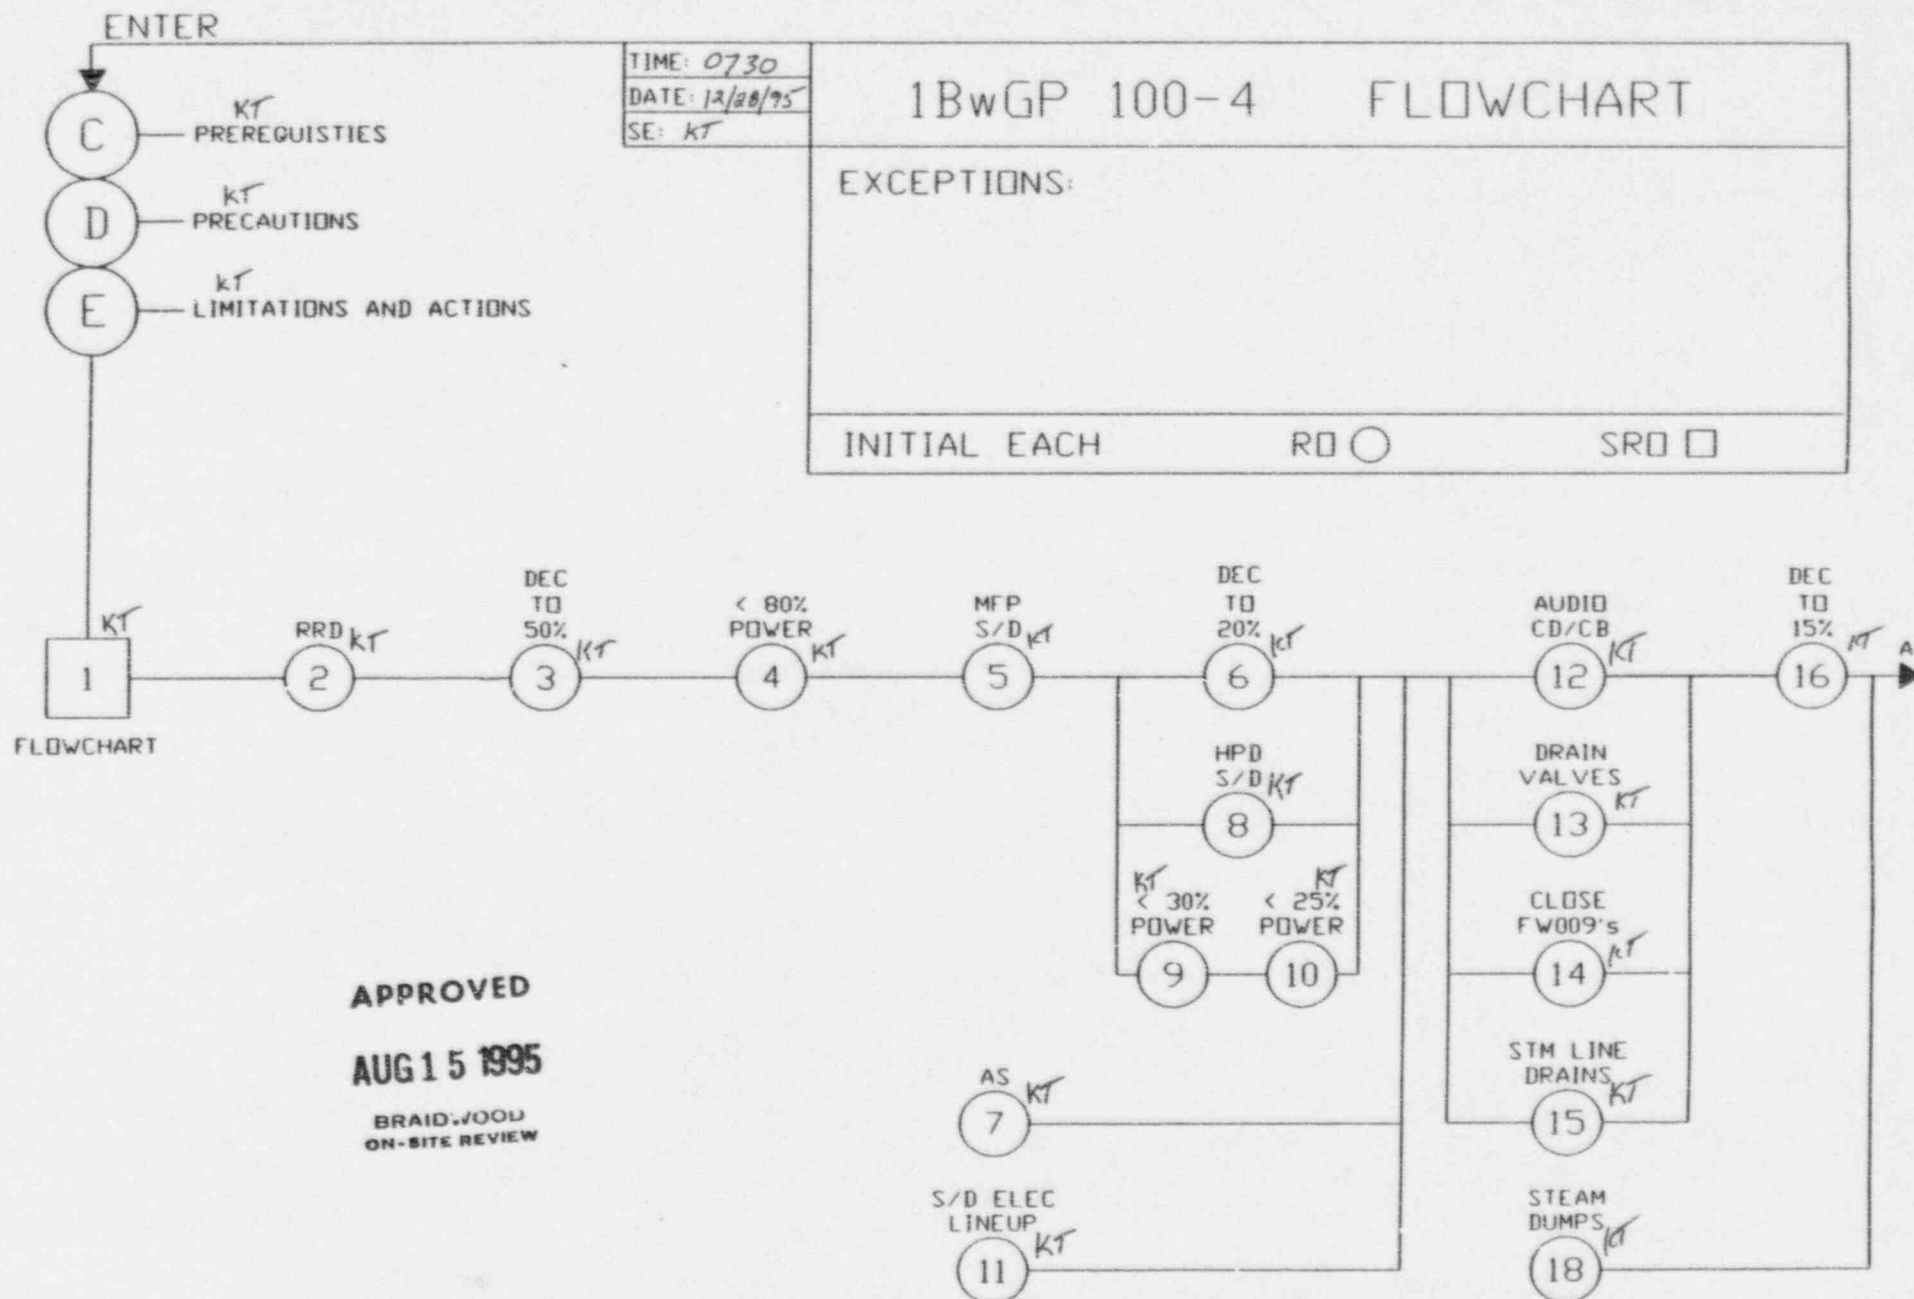 ENTER
TIME: 0730
DATE: 12/28/95
SE: KT
1BwGP 100-4 FLOWCHART
EXCEPTIONS:
INITIAL EACH RO SRO
C
KT
PREREQUISTIES
D
KT
PRECAUTIONS
E
KT
LIMITATIONS AND ACTIONS
KT
1
FLOWCHART
RRD KT
2
DEC
TO
50% KT
3
< 80%
POWER KT
4
MFP
S/D KT
5
DEC
TO
20% KT
6
AUDIO
CD/CB KT
12
DEC
TO
15% KT
16
A
HPD
S/D KT
8
DRAIN
VALVES KT
13
KT
< 30%
POWER
9
KT
< 25%
POWER
10
CLOSE
FW009's KT
14
APPROVED
AUG 15 1995
BRAIDWOOD
ON-SITE REVIEW
AS KT
7
STM LINE
DRAINS KT
15
S/D ELEC
LINEUP KT
11
STEAM
DUMPS KT
18